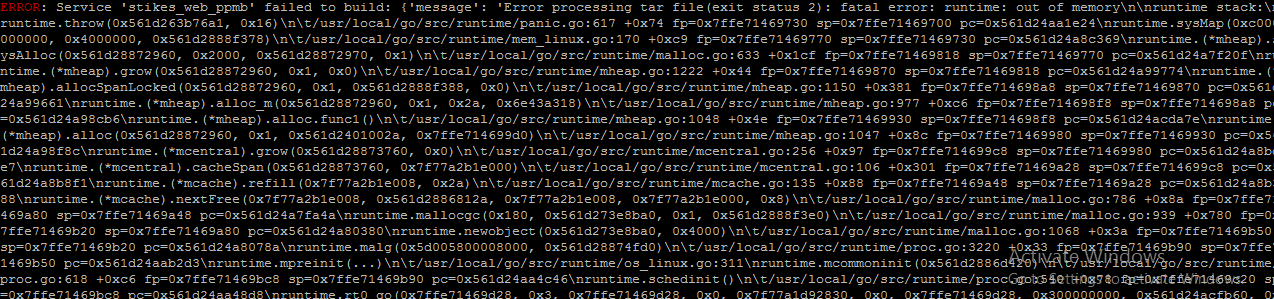 ERROR: Service 'stikes_web_ppmb' failed to build: {'message': 'Error processing tar file(exit status 2): fatal error: runtime: out of memory\n\nruntime stack:\n
runtime.throw(0x561d263b76a1, 0x16)\n\t/usr/local/go/src/runtime/panic.go:617 +0x74 fp=0x7ffe71469730 sp=0x7ffe71469700 pc=0x561d24aa1e24\nruntime.sysMap(0xc00
000000, 0x4000000, 0x561d2888f378)\n\t/usr/local/go/src/runtime/mem_linux.go:170 +0xc9 fp=0x7ffe71469770 sp=0x7ffe71469730 pc=0x561d24a8c369\nruntime.(*mheap).
ysAlloc(0x561d28872960, 0x2000, 0x561d28872970, 0x1)\n\t/usr/local/go/src/runtime/malloc.go:633 +0x1cf fp=0x7ffe71469818 sp=0x7ffe71469770 pc=0x561d24a7f20f\nr
ntime.(*mheap).grow(0x561d28872960, 0x1, 0x0)\n\t/usr/local/go/src/runtime/mheap.go:1222 +0x44 fp=0x7ffe71469870 sp=0x7ffe71469818 pc=0x561d24a99774\nruntime.(
mheap).allocSpanLocked(0x561d28872960, 0x1, 0x561d2888f388, 0x0)\n\t/usr/local/go/src/runtime/mheap.go:1150 +0x381 fp=0x7ffe714698a8 sp=0x7ffe71469870 pc=0x561
24a99661\nruntime.(*mheap).alloc_m(0x561d28872960, 0x1, 0x2a, 0x6e43a318)\n\t/usr/local/go/src/runtime/mheap.go:977 +0xc6 fp=0x7ffe714698f8 sp=0x7ffe714698a8 p
=0x561d24a98cb6\nruntime.(*mheap).alloc.func1()\n\t/usr/local/go/src/runtime/mheap.go:1048 +0x4e fp=0x7ffe71469930 sp=0x7ffe714698f8 pc=0x561d24acda7e\nruntime
(*mheap).alloc(0x561d28872960, 0x1, 0x561d2401002a, 0x7ffe714699d0)\n\t/usr/local/go/src/runtime/mheap.go:1047 +0x8c fp=0x7ffe71469980 sp=0x7ffe71469930 pc=0x5
1d24a98f8c\nruntime.(*mcentral).grow(0x561d28873760, 0x0)\n\t/usr/local/go/src/runtime/mcentral.go:256 +0x97 fp=0x7ffe714699c8 sp=0x7ffe71469980 pc=0x561d24a8b
e7\nruntime.(*mcentral).cacheSpan(0x561d28873760, 0x7f77a2b1e000)\n\t/usr/local/go/src/runtime/mcentral.go:106 +0x301 fp=0x7ffe71469a28 sp=0x7ffe714699c8 pc=0x
61d24a8b8f1\nruntime.(*mcache).refill(0x7f77a2b1e008, 0x2a)\n\t/usr/local/go/src/runtime/mcache.go:135 +0x88 fp=0x7ffe71469a48 sp=0x7ffe71469a28 pc=0x561d24a8b
88\nruntime.(*mcache).nextFree(0x7f77a2b1e008, 0x561d2886812a, 0x7f77a2b1e008, 0x7f77a2b1e000, 0x8)\n\t/usr/local/go/src/runtime/malloc.go:786 +0x8a fp=0x7ffe7
469a80 sp=0x7ffe71469a48 pc=0x561d24a7fa4a\nruntime.mallocgc(0x180, 0x561d273e8ba0, 0x1, 0x561d2888f3e0)\n\t/usr/local/go/src/runtime/malloc.go:939 +0x780 fp=0
7ffe71469b20 sp=0x7ffe71469a80 pc=0x561d24a80380\nruntime.newobject(0x561d273e8ba0, 0x4000)\n\t/usr/local/go/src/runtime/malloc.go:1068 +0x3a fp=0x7ffe71469b50
sp=0x7ffe71469b20 pc=0x561d24a8078a\nruntime.malg(0x5d005800008000, 0x561d28874fd0)\n\t/usr/local/go/src/runtime/proc.go:3220 +0x33 fp=0x7ffe71469b90 sp=0x7ffe
1469b50 pc=0x561d24aab2d3\nruntime.mpreinit(...)\n\t/usr/local/go/src/runtime/os_linux.go:311\nruntime.mcommoninit(0x561d2886d420)\n\t/usr/local/go/src/runtime
proc.go:618 +0xc6 fp=0x7ffe71469bc8 sp=0x7ffe71469b90 pc=0x561d24aa4c46\nruntime.schedinit()\n\t/usr/local/go/src/runtime/
=0x7ffe71469bc8 pc=0x561d24aa48d8\nruntime.rt0_go(0x7ffe71469d28, 0x3, 0x7ffe71469d28, 0x0, 0x7f77a1d92830, 0x0, 0x7ffe71469d28, 0x300000000, 0x561d24acfb60,
Activate Windows
Go to Settings to activate Windows.